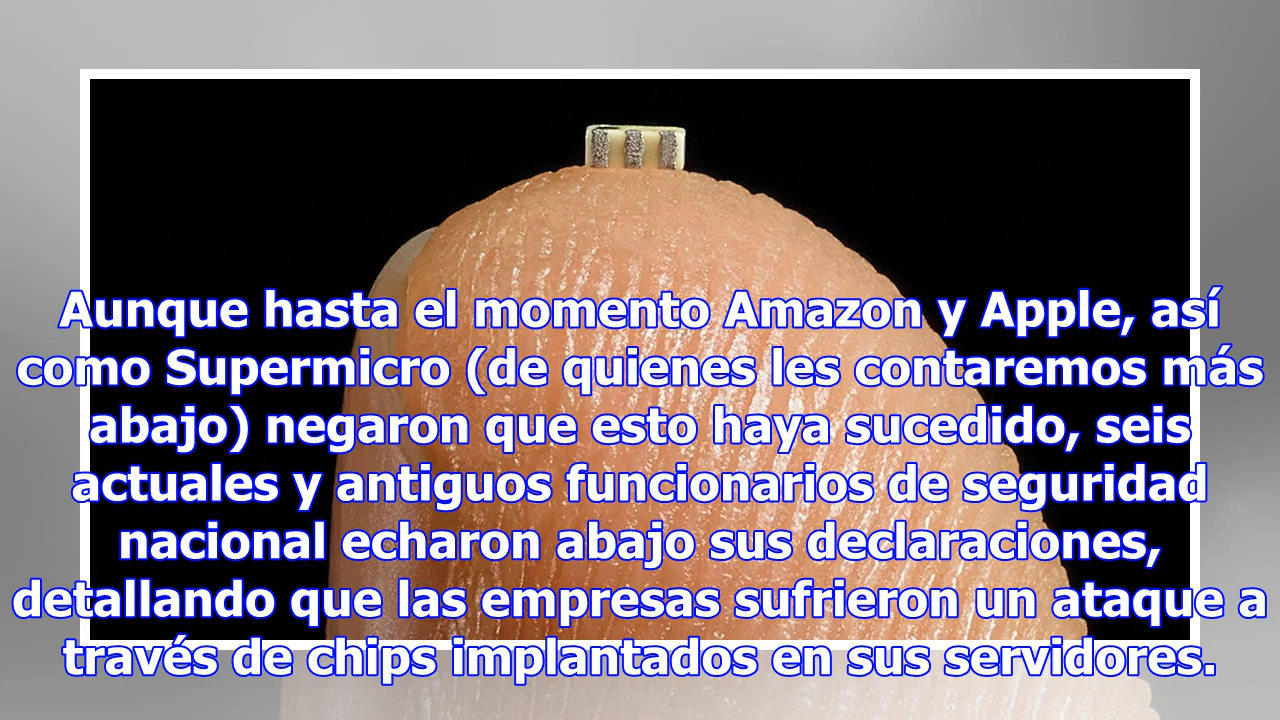 Aunque hasta el momento Amazon y Apple, así
como Supermicro (de quienes les contaremos más
abajo) negaron que esto haya sucedido, seis
actuales y antiguos funcionarios de seguridad
nacional echaron abajo sus declaraciones,
detallando que las empresas sufrieron un ataque a
través de chips implantados en sus servidores.